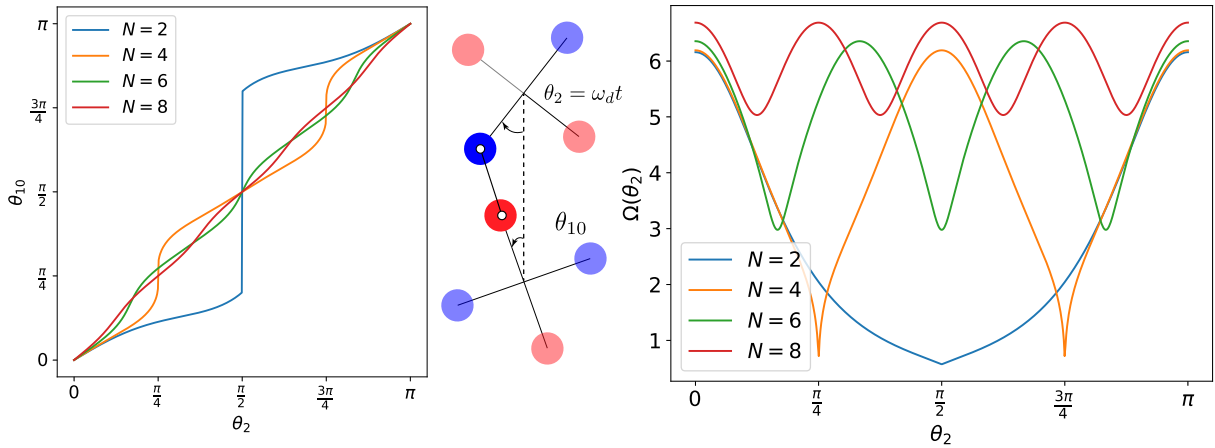 π
3π/4
π/2
π/4
0
θ₁₀
N = 2
N = 4
N = 6
N = 8
0
π/4
π/2
3π/4
π
θ₂
θ₂ = ω_d t
θ₁₀
Ω(θ₂)
6
5
4
3
2
1
N = 2
N = 4
N = 6
N = 8
0
π/4
π/2
3π/4
π
θ₂